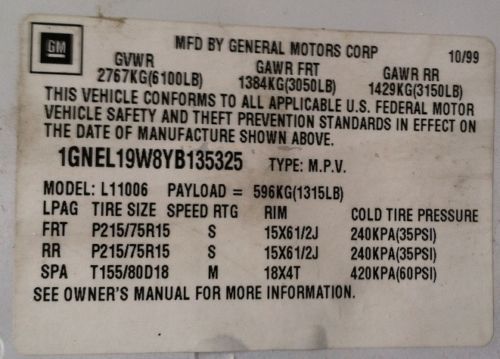 GM
MFD BY GENERAL MOTORS CORP 10/99
GVWR GAWR FRT GAWR RR
2767KG(6100LB) 1384KG(3050LB) 1429KG(3150LB)
THIS VEHICLE CONFORMS TO ALL APPLICABLE U.S. FEDERAL MOTOR
VEHICLE SAFETY AND THEFT PREVENTION STANDARDS IN EFFECT ON
THE DATE OF MANUFACTURE SHOWN ABOVE.
1GNEL19W8YB135325 TYPE: M.P.V.
MODEL: L11006 PAYLOAD = 596KG(1315LB)
LPAG TIRE SIZE SPEED RTG RIM COLD TIRE PRESSURE
FRT P215/75R15 S 15X61/2J 240KPA(35PSI)
RR P215/75R15 S 15X61/2J 240KPA(35PSI)
SPA T155/80D18 M 18X4T 420KPA(60PSI)
SEE OWNER'S MANUAL FOR MORE INFORMATION.